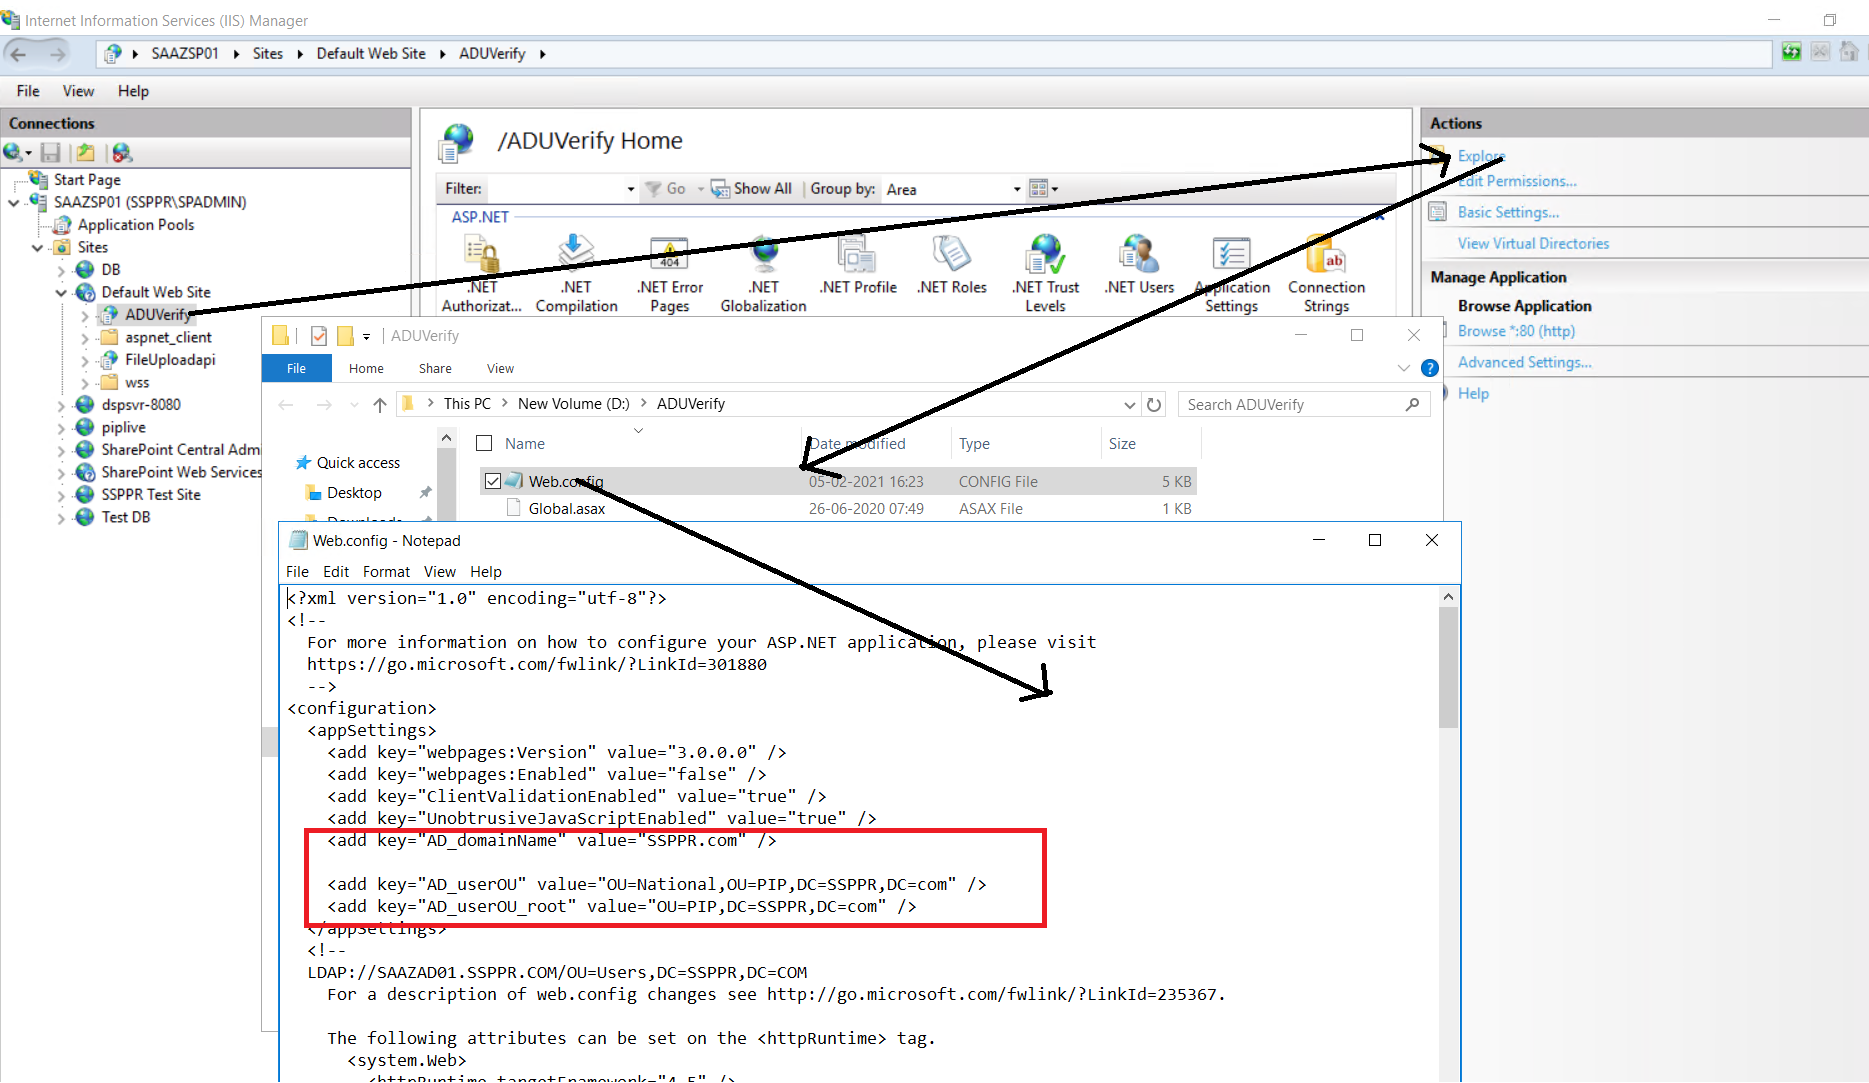 Internet Information Services (IIS) Manager
SAAZSP01 Sites Default Web Site ADUVerify
File View Help
Connections
Start Page
SAAZSP01 (SSPPR\SPADMIN)
Application Pools
Sites
DB
Default Web Site
ADUVerify
aspnet_client
FileUploadapi
wss
dspsvr-8080
piplive
SharePoint Central Adm
SharePoint Web Services
SSPPR Test Site
Test DB
/ADUVerify Home
Filter: Go Show All Group by: Area
ASP.NET
.NET Authorizat...
.NET Compilation
404
.NET Error Pages
.NET Globalization
.NET Profile
.NET Roles
.NET Trust Levels
.NET Users
Application Settings
ab
Connection Strings
Actions
Explore
Edit Permissions...
Basic Settings...
View Virtual Directories
Manage Application
Browse Application
Browse *:80 (http)
Advanced Settings...
Help
ADUVerify
File Home Share View
This PC New Volume (D:) ADUVerify
Search ADUVerify
Quick access
Desktop
Downloads
Name Date modified Type Size
Web.config 05-02-2021 16:23 CONFIG File 5 KB
Global.asax 26-06-2020 07:49 ASAX File 1 KB
Web.config - Notepad
File Edit Format View Help
<?xml version="1.0" encoding="utf-8"?>
<!--
For more information on how to configure your ASP.NET application, please visit
https://go.microsoft.com/fwlink/?LinkId=301880
-->
<configuration>
<appSettings>
<add key="webpages:Version" value="3.0.0.0" />
<add key="webpages:Enabled" value="false" />
<add key="ClientValidationEnabled" value="true" />
<add key="UnobtrusiveJavaScriptEnabled" value="true" />
<add key="AD_domainName" value="SSPPR.com" />
<add key="AD_userOU" value="OU=National,OU=PIP,DC=SSPPR,DC=com" />
<add key="AD_userOU_root" value="OU=PIP,DC=SSPPR,DC=com" />
</appSettings>
<!--
LDAP://SAAZAD01.SSPPR.COM/OU=Users,DC=SSPPR,DC=COM
For a description of web.config changes see http://go.microsoft.com/fwlink/?LinkId=235367.
The following attributes can be set on the <httpRuntime> tag.
<system.Web>
<httpRuntime targetFramework="4.5" />